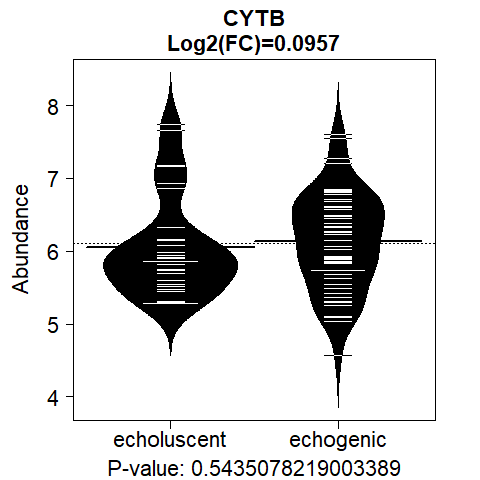 CYTB
Log2(FC)=0.0957
Abundance
8
7
6
5
4
echoluscent echogenic
P-value: 0.5435078219003389